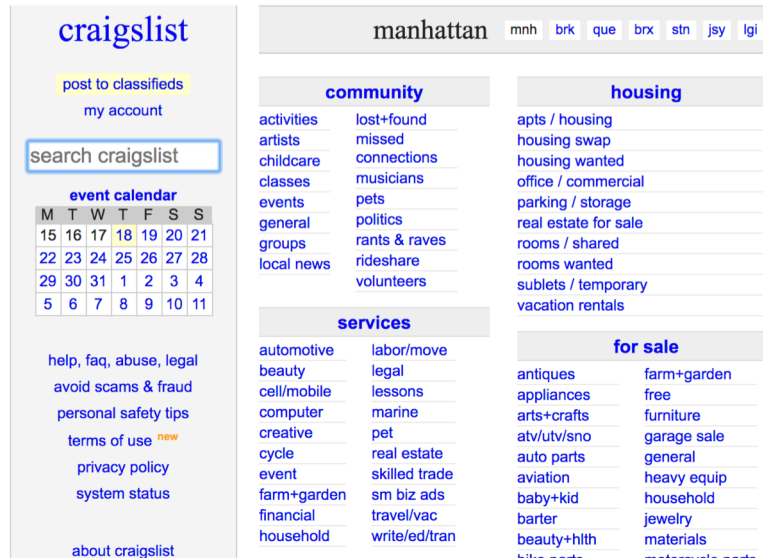 craigslist
post to classifieds
my account
search craigslist
event calendar
M T W T F S S
15 16 17 18 19 20 21
22 23 24 25 26 27 28
29 30 31 1 2 3 4
5 6 7 8 9 10 11
help, faq, abuse, legal
avoid scams & fraud
personal safety tips
terms of use new
privacy policy
system status
about craigslist
manhattan mnh brk que brx stn jsy lgi
community
activities
artists
childcare
classes
events
general
groups
local news
lost+found
missed
connections
musicians
pets
politics
rants & raves
rideshare
volunteers
services
automotive
beauty
cell/mobile
computer
creative
cycle
event
farm+garden
financial
household
labor/move
legal
lessons
marine
pet
real estate
skilled trade
sm biz ads
travel/vac
write/ed/tran
housing
apts / housing
housing swap
housing wanted
office / commercial
parking / storage
real estate for sale
rooms / shared
rooms wanted
sublets / temporary
vacation rentals
for sale
antiques
appliances
arts+crafts
atv/utv/sno
auto parts
aviation
baby+kid
barter
beauty+hlth
bike parts
farm+garden
free
furniture
garage sale
general
heavy equip
household
jewelry
materials
motorcycle parts